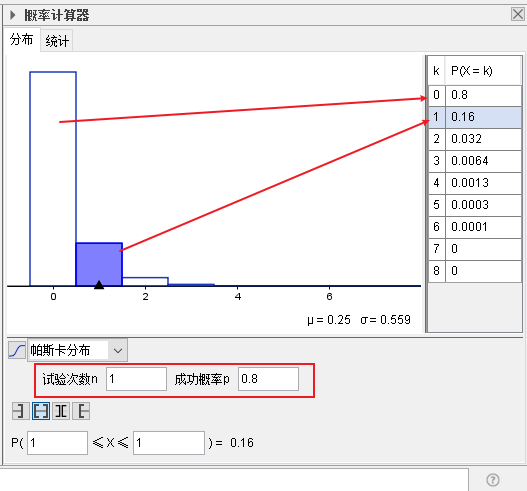 概率计算器
分布 统计
k P(X = k)
0 0.8
1 0.16
2 0.032
3 0.0064
4 0.0013
5 0.0003
6 0.0001
7 0
8 0
0 2 4 6
μ = 0.25 σ = 0.559
帕斯卡分布
试验次数n 1 成功概率p 0.8
P( 1 ≤ X ≤ 1 ) = 0.16